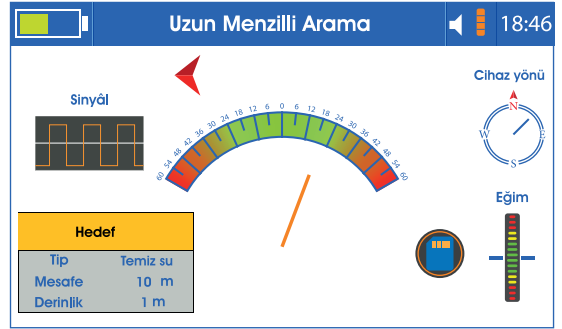 Uzun Menzilli Arama
18:46
Sinyâl
60 54 48 42 36 30 24 18 12 6 0 6 12 18 24 30 36 42 48 54 60
Cihaz yönü
N
W E
S
Eğim
Hedef
Tip Temiz su
Mesafe 10 m
Derinlik 1 m